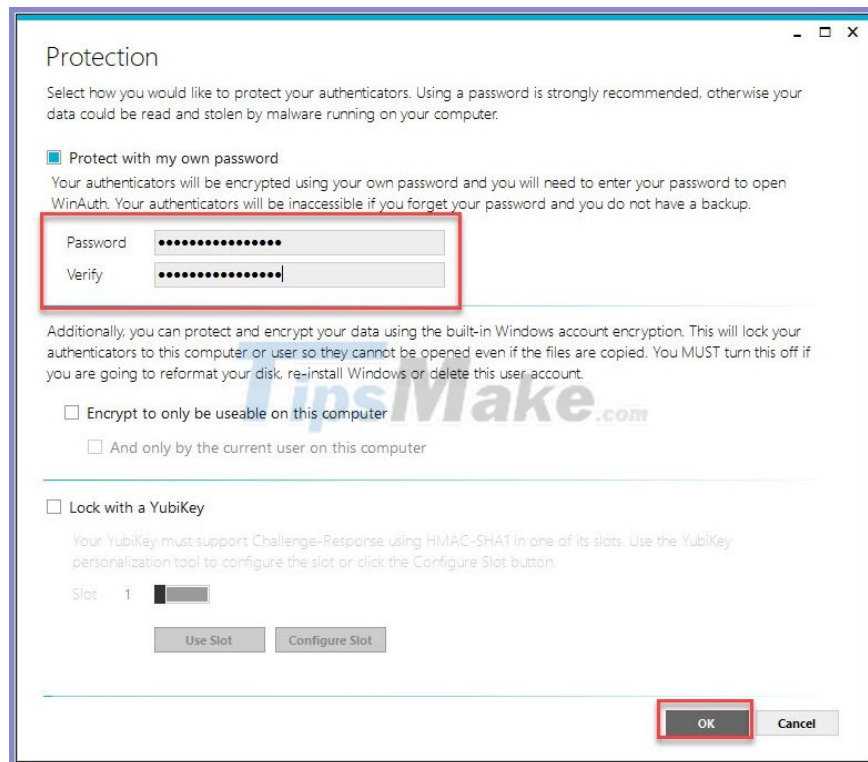 Protection
Select how you would like to protect your authenticators. Using a password is strongly recommended, otherwise your
data could be read and stolen by malware running on your computer.
Protect with my own password
Your authenticators will be encrypted using your own password and you will need to enter your password to open
WinAuth. Your authenticators will be inaccessible if you forget your password and you do not have a backup.
Password ••••••••••••••••
Verify ••••••••••••••••
Additionally, you can protect and encrypt your data using the built-in Windows account encryption. This will lock your
authenticators to this computer or user so they cannot be opened even if the files are copied. You MUST turn this off if
you are going to reformat your disk, re-install Windows or delete this user account.
TipsMake.com
Encrypt to only be useable on this computer
And only by the current user on this computer
Lock with a YubiKey
Your YubiKey must support Challenge-Response using HMAC-SHA1 in one of its slots. Use the YubiKey
personalization tool to configure the slot or click the Configure Slot button.
Slot 1
Use Slot Configure Slot
OK Cancel